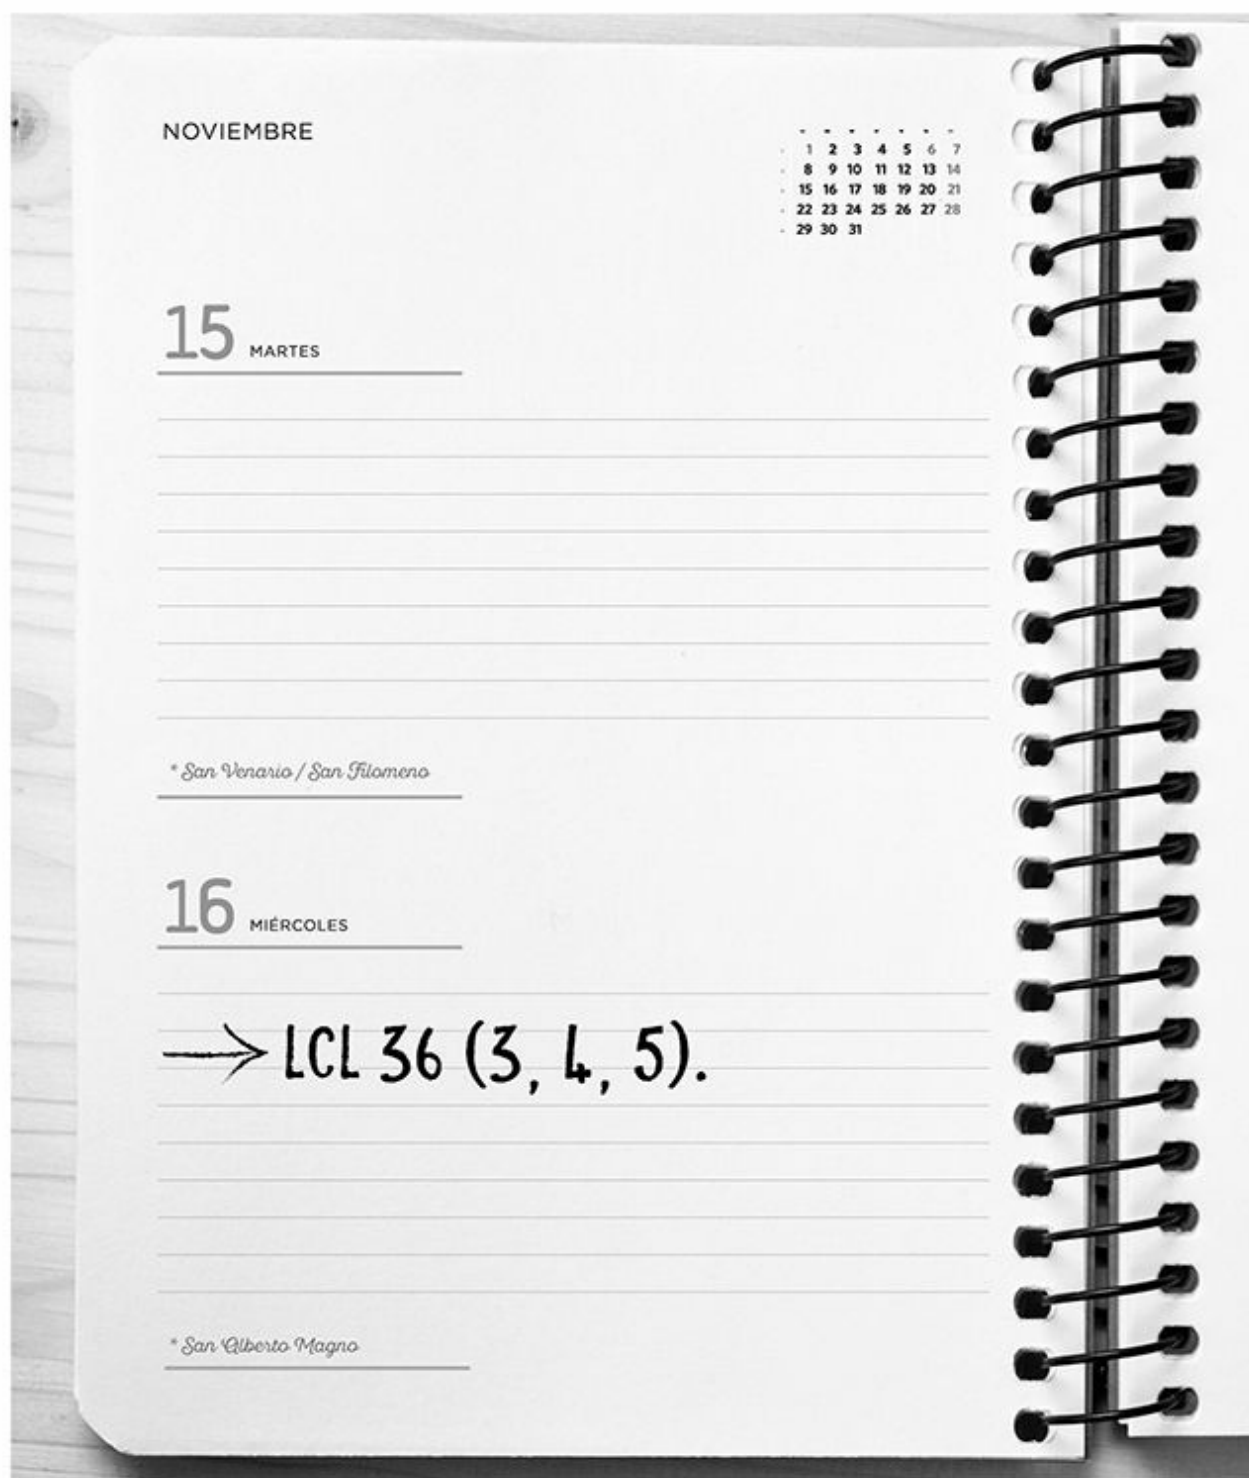 NOVIEMBRE
1 2 3 4 5 6 7
8 9 10 11 12 13 14
15 16 17 18 19 20 21
22 23 24 25 26 27 28
29 30 31
15 MARTES
* San Venario / San Filomeno
16 MIÉRCOLES
→ LCL 36 (3, 4, 5).
* San Alberto Magno